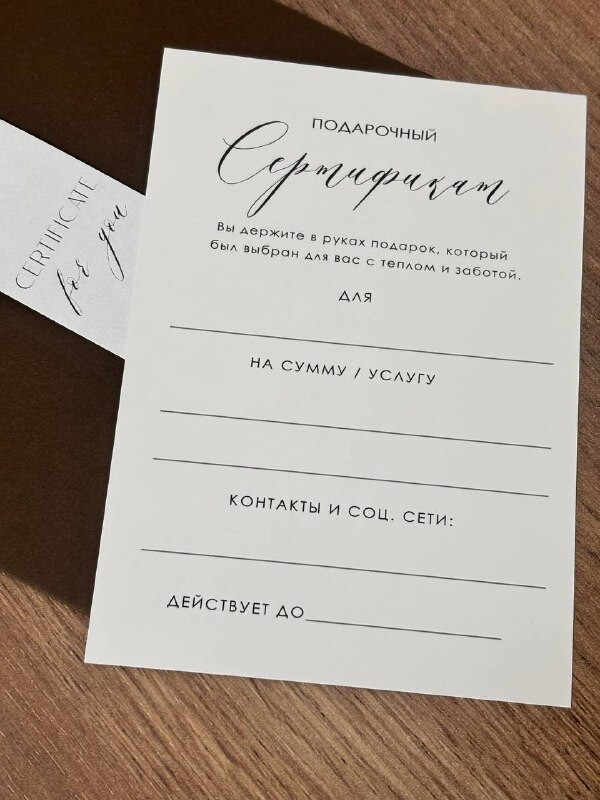 ПОДАРОЧНЫЙ
Сертификат
Вы держите в руках подарок, который
был выбран для вас с теплом и заботой.
ДЛЯ
НА СУММУ / УСЛУГУ
КОНТАКТЫ И СОЦ. СЕТИ:
ДЕЙСТВУЕТ ДО
CERTIFICATE
for you